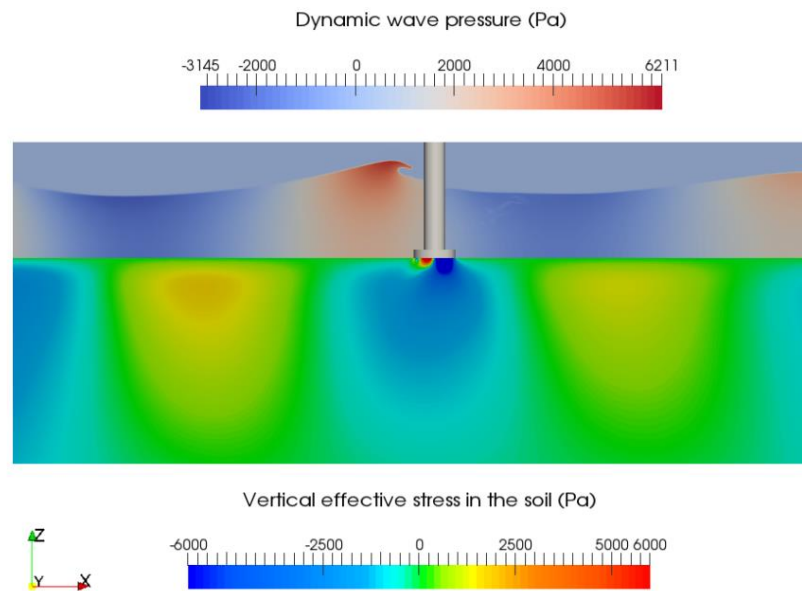 Dynamic wave pressure (Pa)
-3145 -2000 0 2000 4000 6211
Vertical effective stress in the soil (Pa)
-6000 -2500 0 2500 5000 6000
Z
Y X